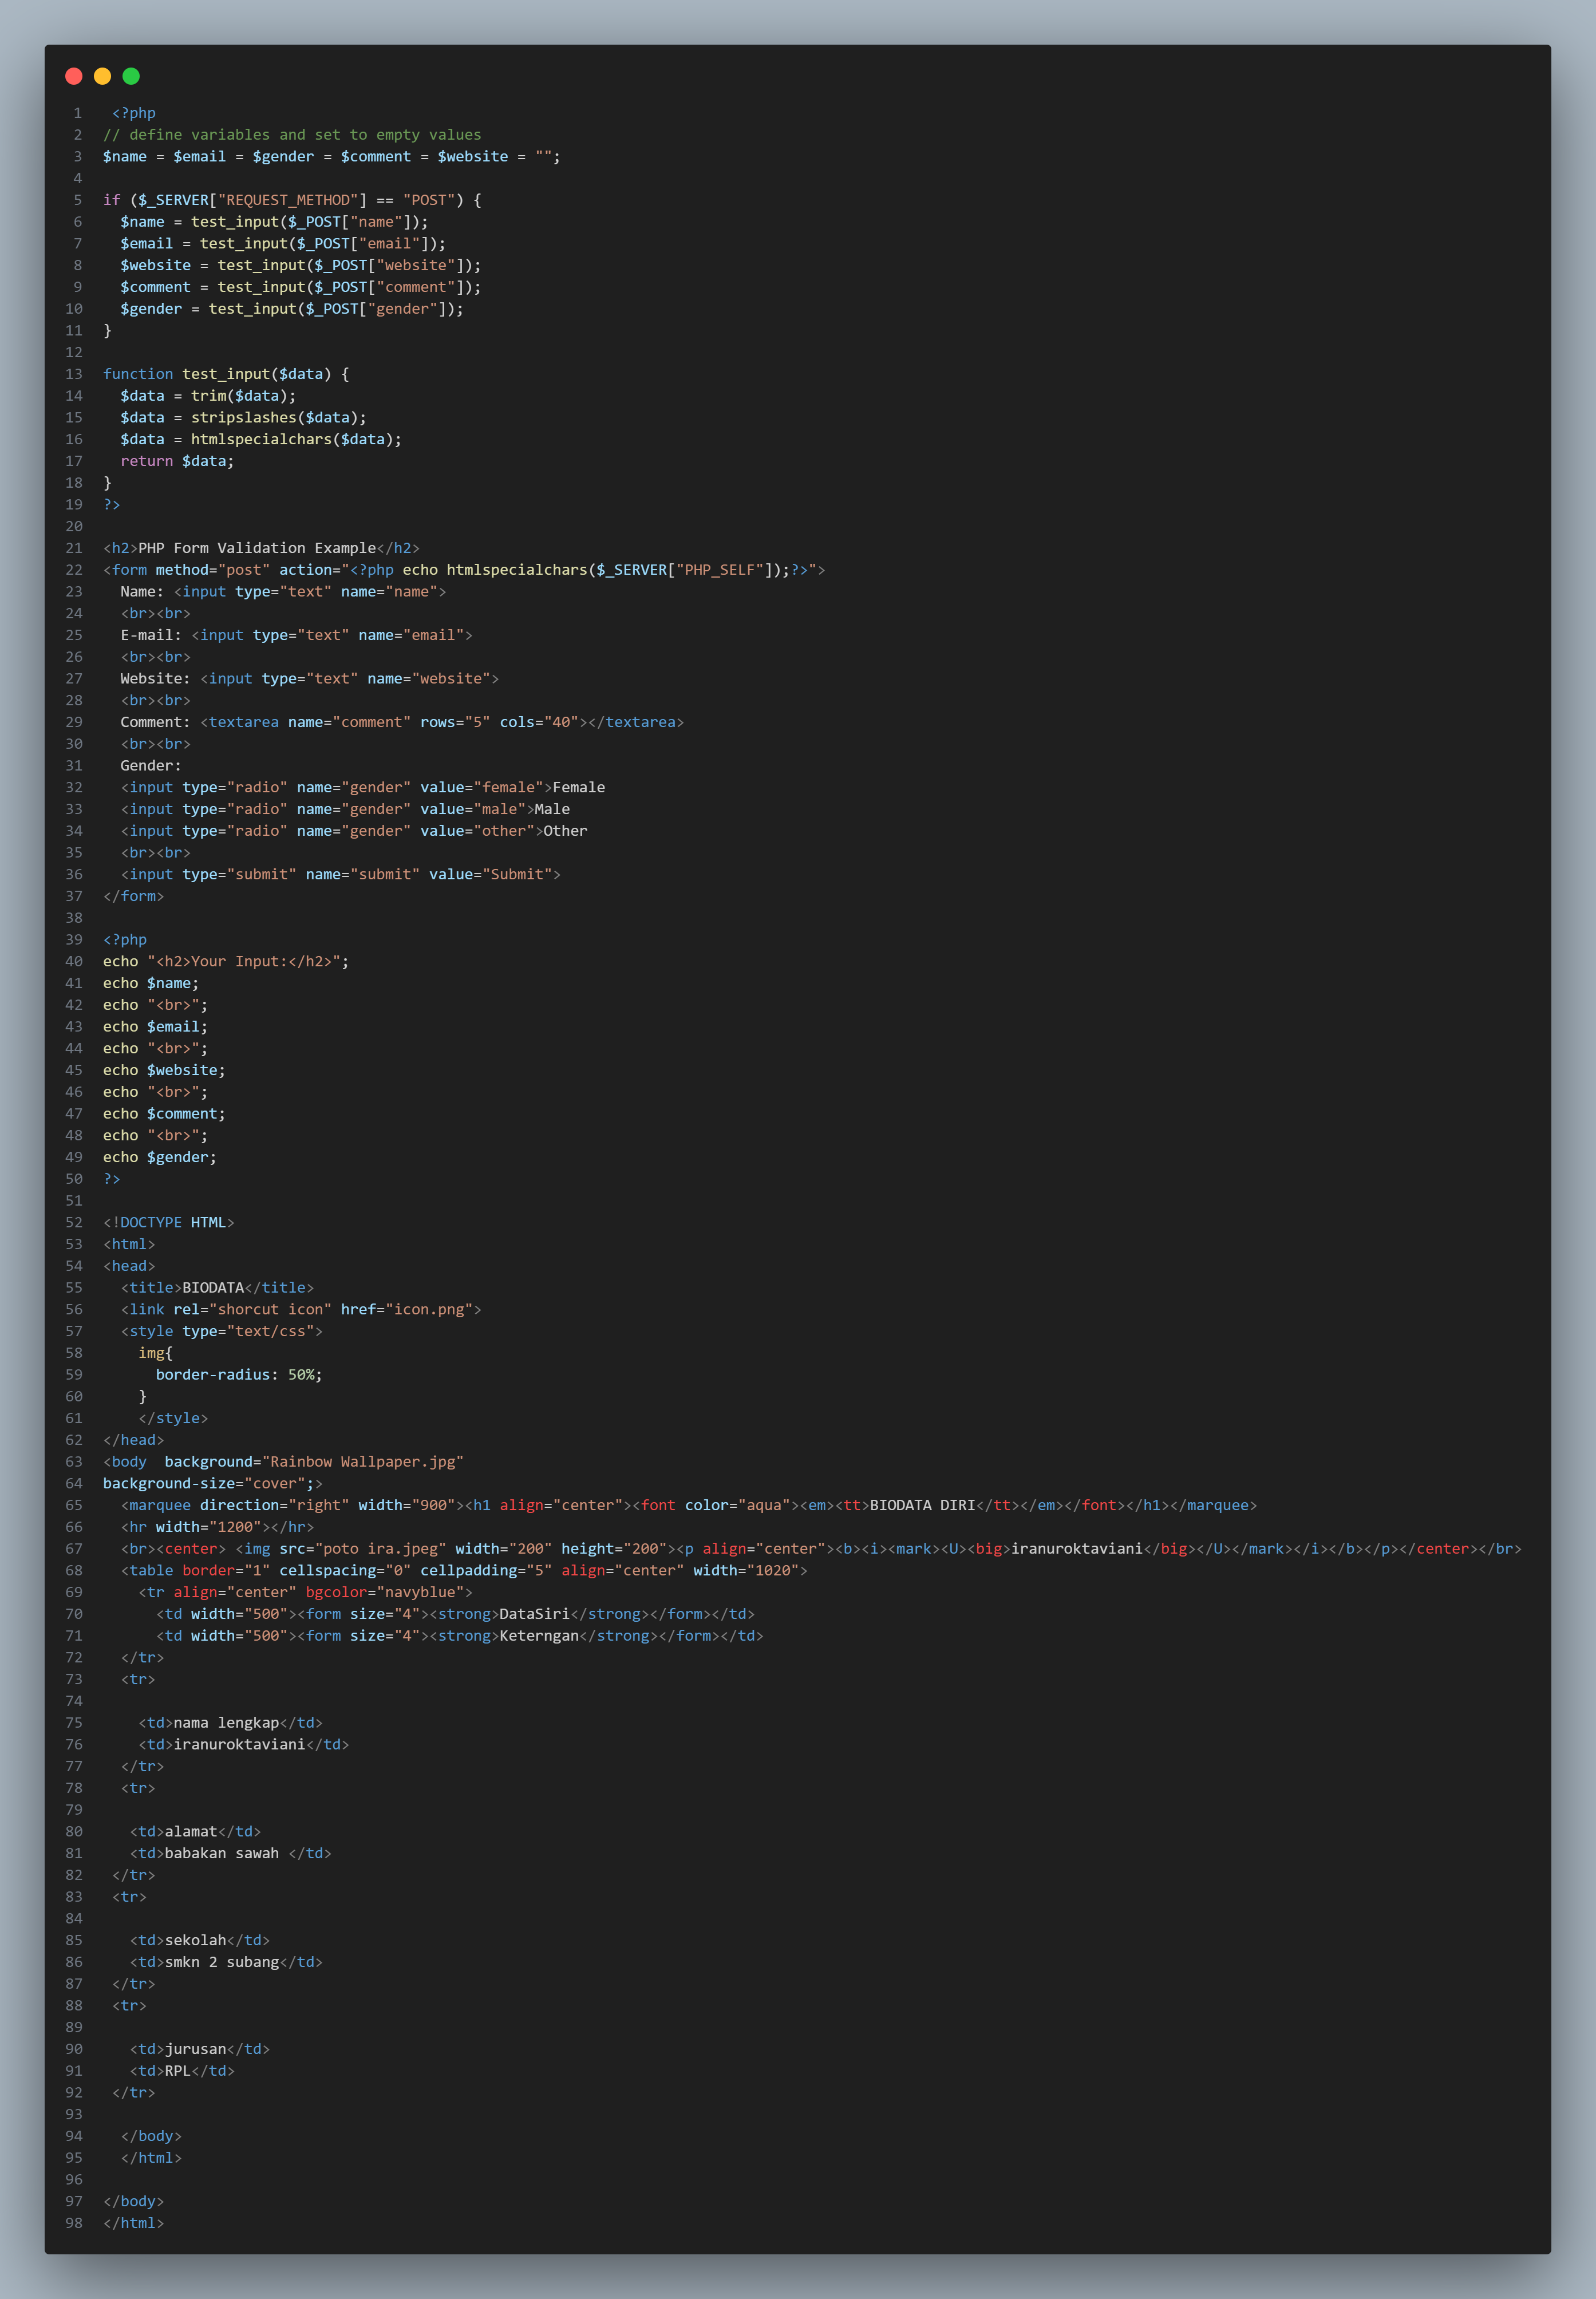 1 <?php
2 // define variables and set to empty values
3 $name = $email = $gender = $comment = $website = "";
4
5 if ($_SERVER["REQUEST_METHOD"] == "POST") {
6 $name = test_input($_POST["name"]);
7 $email = test_input($_POST["email"]);
8 $website = test_input($_POST["website"]);
9 $comment = test_input($_POST["comment"]);
10 $gender = test_input($_POST["gender"]);
11 }
12
13 function test_input($data) {
14 $data = trim($data);
15 $data = stripslashes($data);
16 $data = htmlspecialchars($data);
17 return $data;
18 }
19 ?>
20
21 <h2>PHP Form Validation Example</h2>
22 <form method="post" action="<?php echo htmlspecialchars($_SERVER["PHP_SELF"]);?>">
23 Name: <input type="text" name="name">
24 <br><br>
25 E-mail: <input type="text" name="email">
26 <br><br>
27 Website: <input type="text" name="website">
28 <br><br>
29 Comment: <textarea name="comment" rows="5" cols="40"></textarea>
30 <br><br>
31 Gender:
32 <input type="radio" name="gender" value="female">Female
33 <input type="radio" name="gender" value="male">Male
34 <input type="radio" name="gender" value="other">Other
35 <br><br>
36 <input type="submit" name="submit" value="Submit">
37 </form>
38
39 <?php
40 echo "<h2>Your Input:</h2>";
41 echo $name;
42 echo "<br>";
43 echo $email;
44 echo "<br>";
45 echo $website;
46 echo "<br>";
47 echo $comment;
48 echo "<br>";
49 echo $gender;
50 ?>
51
52 <!DOCTYPE HTML>
53 <html>
54 <head>
55 <title>BIODATA</title>
56 <link rel="shorcut icon" href="icon.png">
57 <style type="text/css">
58 img{
59 border-radius: 50%;
60 }
61 </style>
62 </head>
63 <body  background="Rainbow Wallpaper.jpg"
64 background-size="cover";>
65 <marquee direction="right" width="900"><h1 align="center"><font color="aqua"><em><tt>BIODATA DIRI</tt></em></font></h1></marquee>
66 <hr width="1200"></hr>
67 <br><center> <img src="poto ira.jpeg" width="200" height="200"><p align="center"><b><i><mark><U><big>iranuroktaviani</big></U></mark></i></b></p></center></br>
68 <table border="1" cellspacing="0" cellpadding="5" align="center" width="1020">
69 <tr align="center" bgcolor="navyblue">
70 <td width="500"><form size="4"><strong>DataSiri</strong></form></td>
71 <td width="500"><form size="4"><strong>Keterngan</strong></form></td>
72 </tr>
73 <tr>
74
75 <td>nama lengkap</td>
76 <td>iranuroktaviani</td>
77 </tr>
78 <tr>
79
80 <td>alamat</td>
81 <td>babakan sawah </td>
82 </tr>
83 <tr>
84
85 <td>sekolah</td>
86 <td>smkn 2 subang</td>
87 </tr>
88 <tr>
89
90 <td>jurusan</td>
91 <td>RPL</td>
92 </tr>
93
94 </body>
95 </html>
96
97 </body>
98 </html>